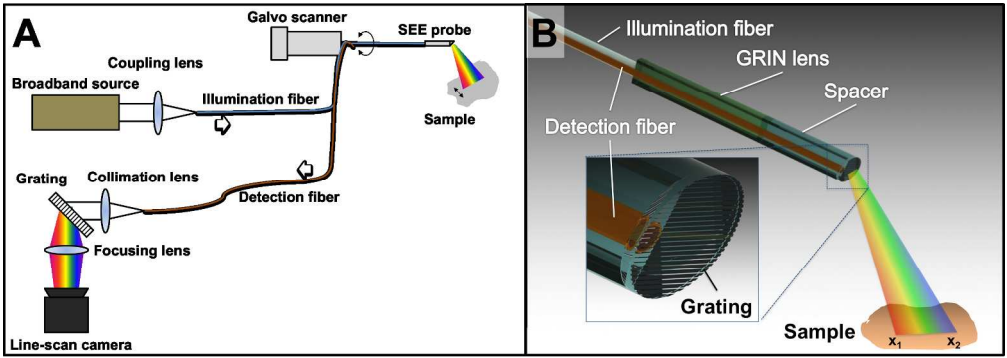 A
Galvo scanner
SEE probe
Coupling lens
Broadband source
Illumination fiber
Sample
Grating
Collimation lens
Detection fiber
Focusing lens
Line-scan camera
B
Illumination fiber
GRIN lens
Spacer
Detection fiber
Grating
Sample
x1
x2